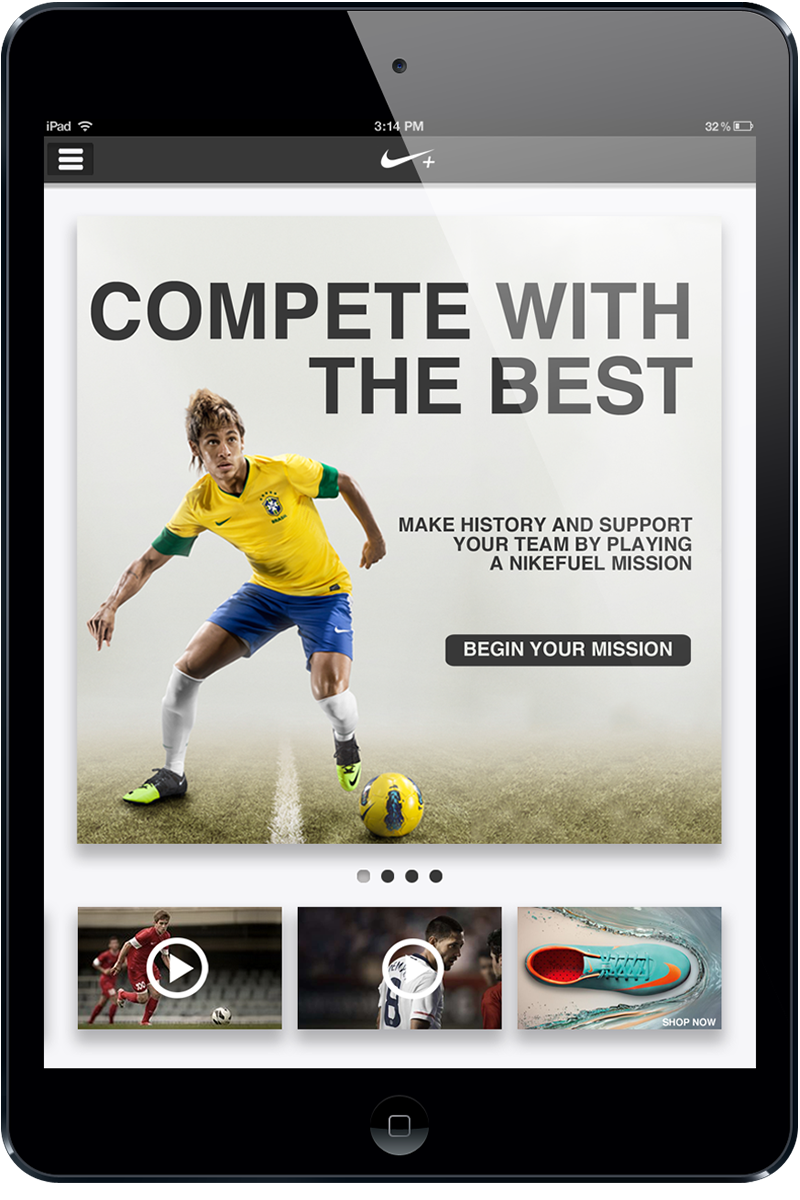 iPad 3:14 PM 32%
COMPETE WITH
THE BEST
BRASIL
MAKE HISTORY AND SUPPORT
YOUR TEAM BY PLAYING
A NIKEFUEL MISSION
BEGIN YOUR MISSION
8
SHOP NOW